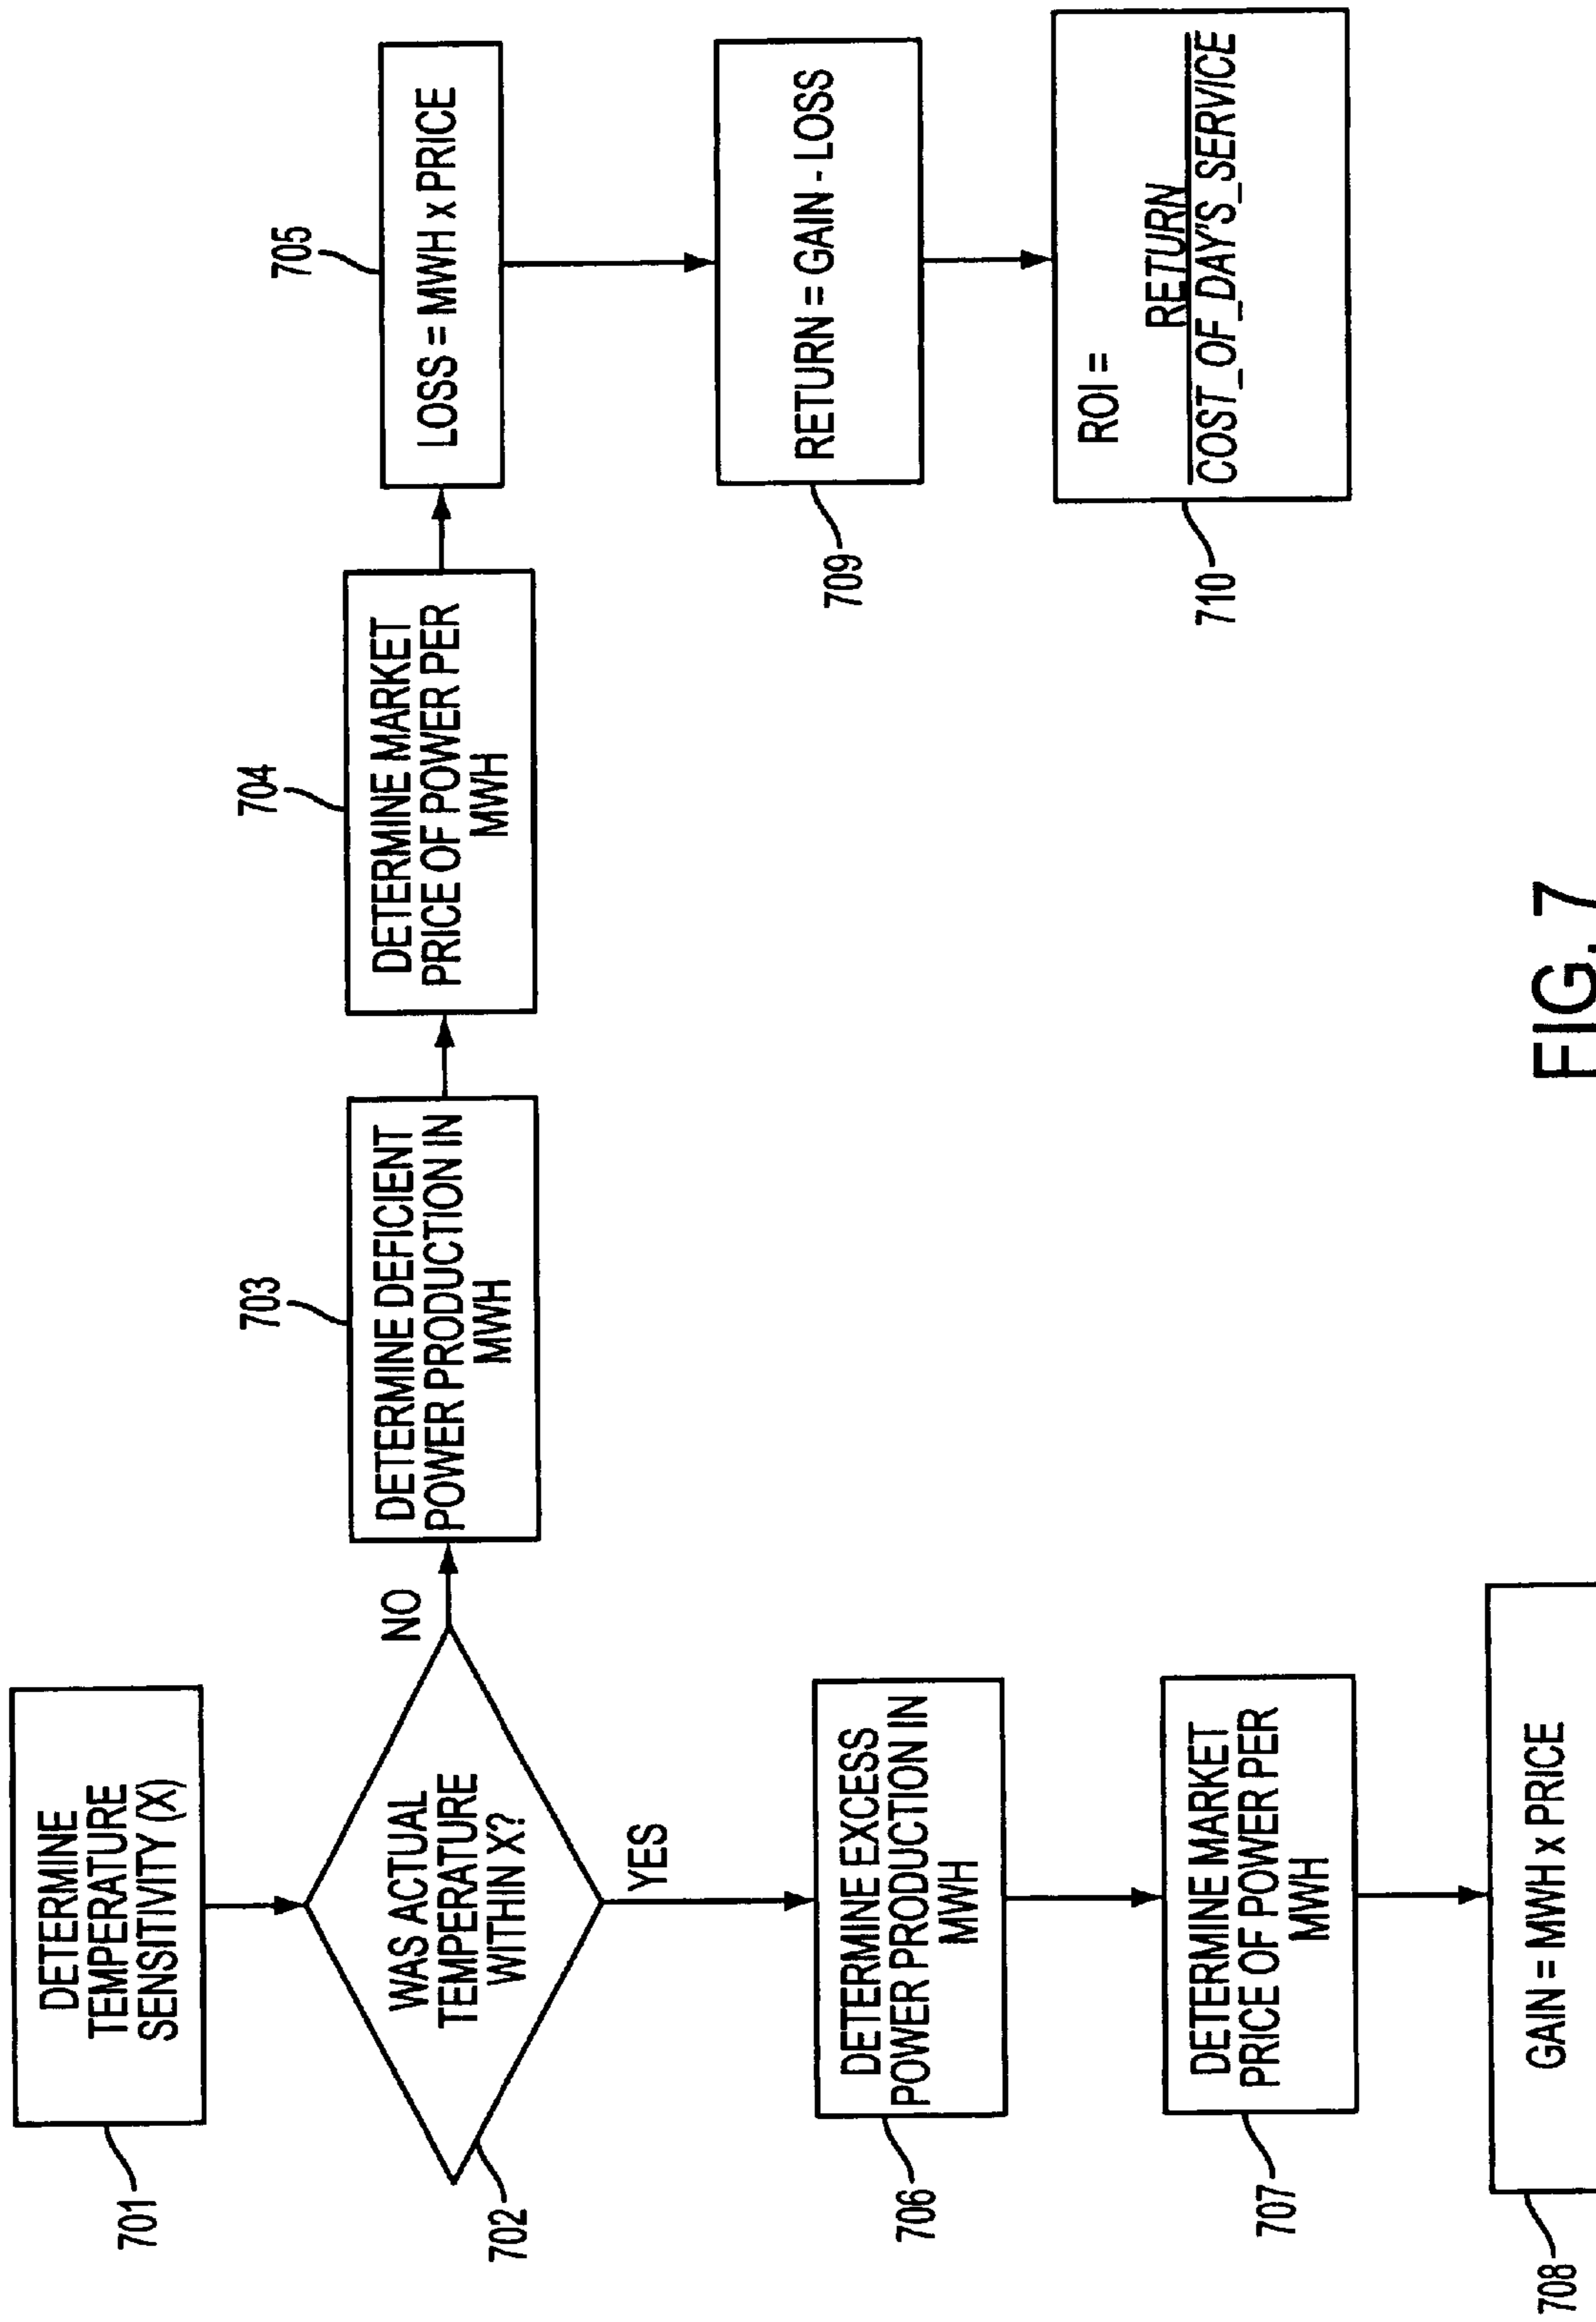 701
DETERMINE
TEMPERATURE
SENSITIVITY (X)
702
WAS ACTUAL
TEMPERATURE
WITHIN X?
NO
YES
703
DETERMINE DEFICIENT
POWER PRODUCTION IN
MWH
704
DETERMINE MARKET
PRICE OF POWER PER
MWH
705
LOSS = MWH x PRICE
706
DETERMINE EXCESS
POWER PRODUCTION IN
MWH
707
DETERMINE MARKET
PRICE OF POWER PER
MWH
708
GAIN = MWH x PRICE
709
RETURN = GAIN - LOSS
710
ROI =
RETURN
COST_OF_DAY'S_SERVICE
FIG. 7